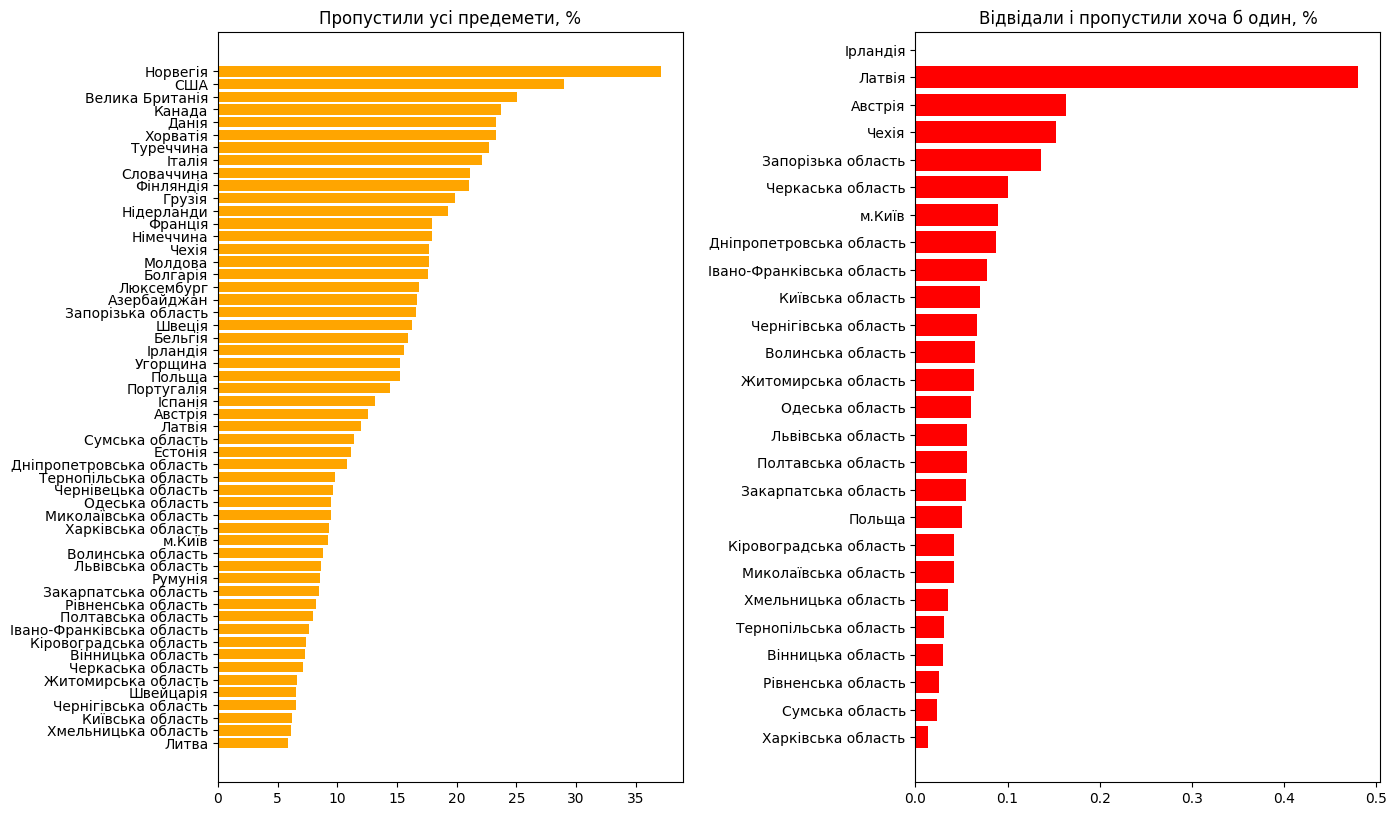 Пропустили усі предемети, %
Норвегія
США
Велика Британія
Канада
Данія
Хорватія
Туреччина
Італія
Словаччина
Фінляндія
Грузія
Нідерланди
Франція
Німеччина
Чехія
Молдова
Болгарія
Люксембург
Азербайджан
Запорізька область
Швеція
Бельгія
Ірландія
Угорщина
Польща
Португалія
Іспанія
Австрія
Латвія
Сумська область
Естонія
Дніпропетровська область
Тернопільська область
Чернівецька область
Одеська область
Миколаївська область
Харківська область
м.Київ
Волинська область
Львівська область
Румунія
Закарпатська область
Рівненська область
Полтавська область
Івано-Франківська область
Кіровоградська область
Вінницька область
Черкаська область
Житомирська область
Швейцарія
Чернігівська область
Київська область
Хмельницька область
Литва
0 5 10 15 20 25 30 35
Відвідали і пропустили хоча б один, %
Ірландія
Латвія
Австрія
Чехія
Запорізька область
Черкаська область
м.Київ
Дніпропетровська область
Івано-Франківська область
Київська область
Чернігівська область
Волинська область
Житомирська область
Одеська область
Львівська область
Полтавська область
Закарпатська область
Польща
Кіровоградська область
Миколаївська область
Хмельницька область
Тернопільська область
Вінницька область
Рівненська область
Сумська область
Харківська область
0.0 0.1 0.2 0.3 0.4 0.5